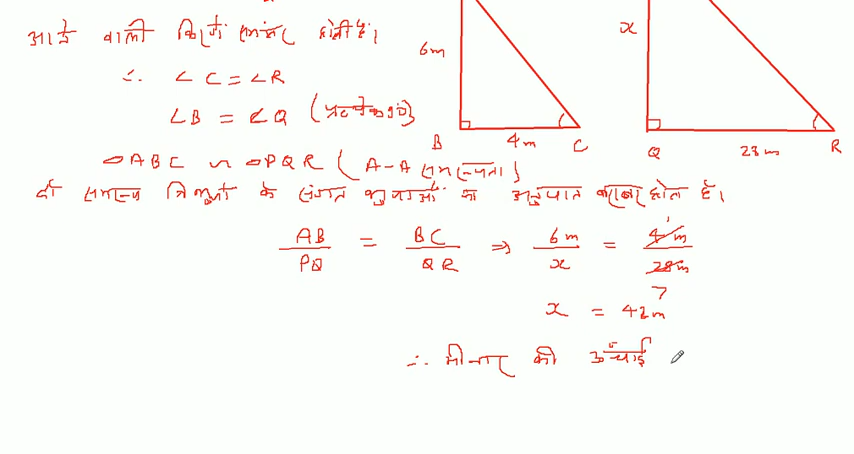 आने वाली किरणें समांतर होती हैं।
6m
x
∴ ∠C = ∠R
∠B = ∠Q (प्रत्येक 90°)
B
4m
C
Q
28m
R
△ABC ~ △PQR (A-A समरूपता)
दो समरूप त्रिभुजों के संगत भुजाओं का अनुपात बराबर होता है।
AB/PQ = BC/QR ⇒ 6m/x = 4m/28m
1
7
x = 42m
∴ मीनार की ऊँचाई